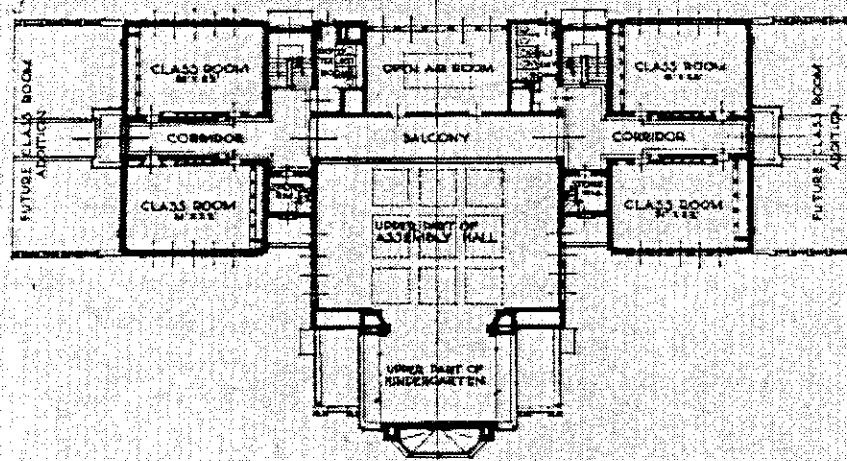 CLASS ROOM
OPEN AIR ROOM
CLASS ROOM
FUTURE CLASS ROOM
ADDITION
CORRIDOR
BALCONY
CORRIDOR
FUTURE CLASS ROOM
ADDITION
CLASS ROOM
UPPER PART OF
ASSEMBLY HALL
CLASS ROOM
UPPER PART OF
KINDERGARTEN